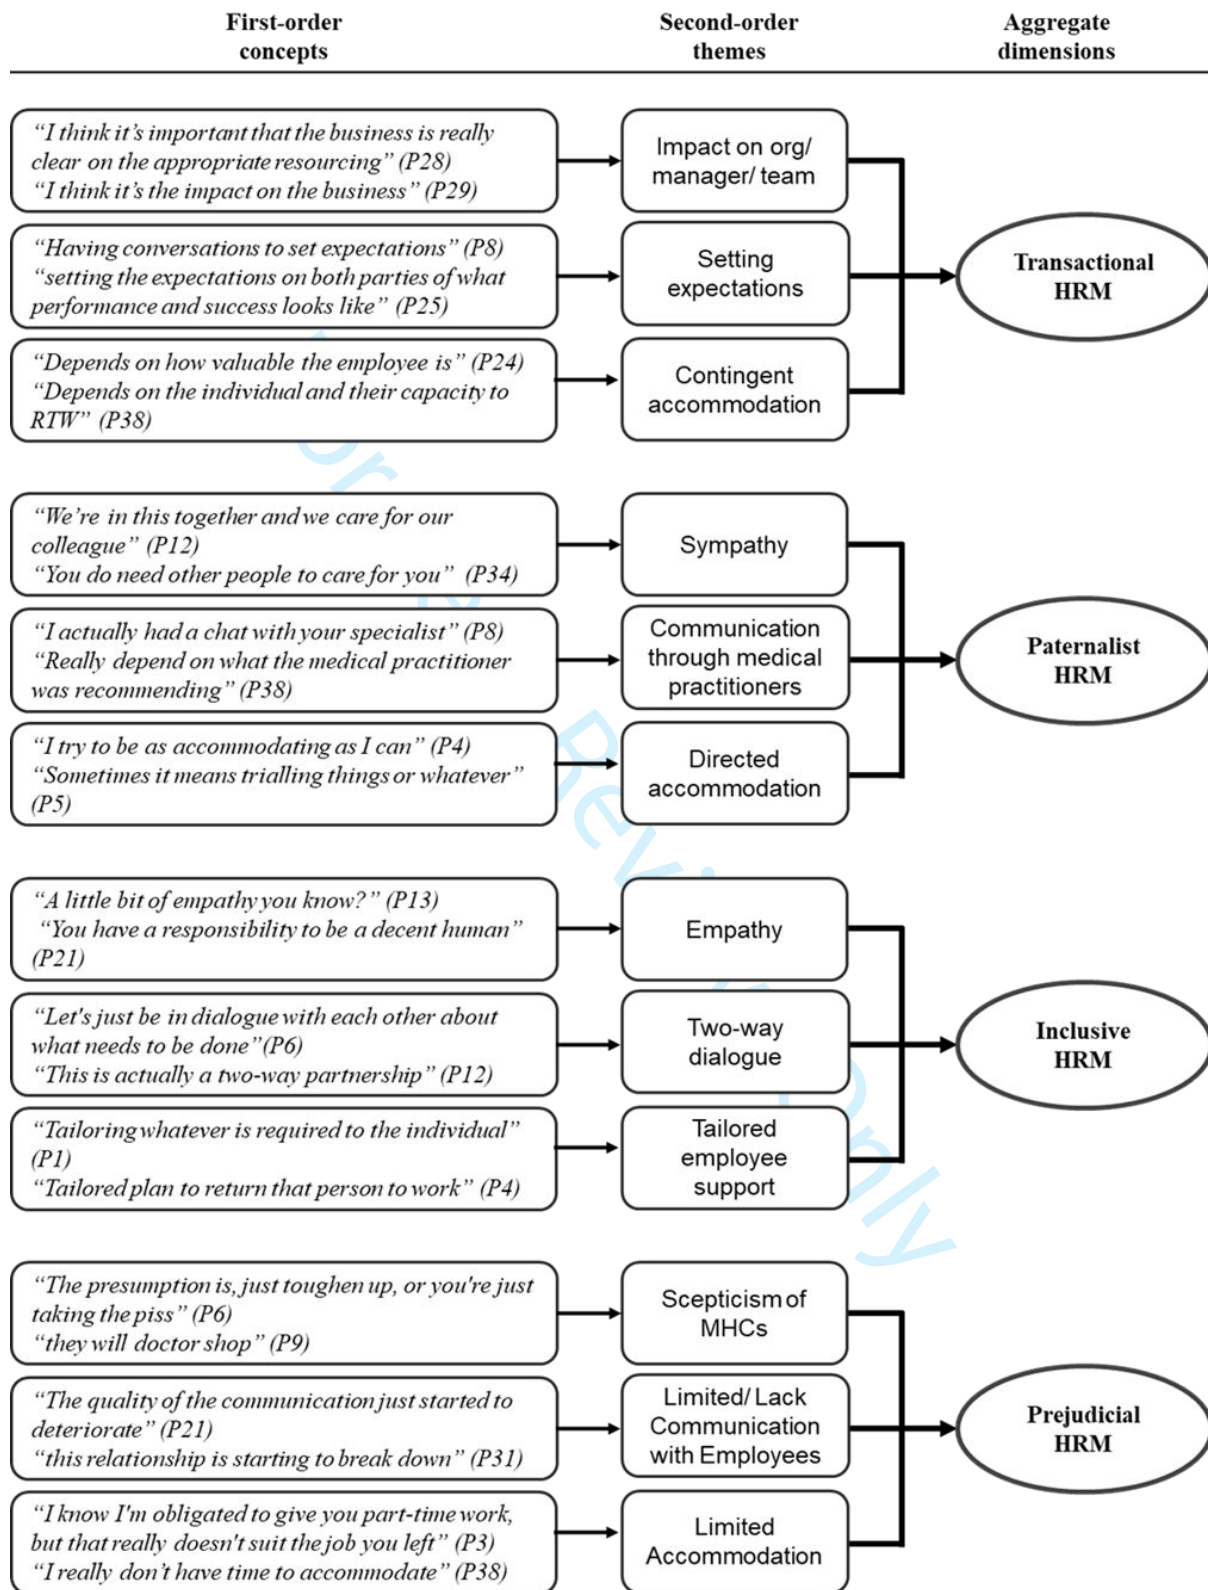 First-order
concepts
Second-order
themes
Aggregate
dimensions
“I think it’s important that the business is really
clear on the appropriate resourcing” (P28)
“I think it’s the impact on the business” (P29)
Impact on org/
manager/ team
“Having conversations to set expectations” (P8)
“setting the expectations on both parties of what
performance and success looks like” (P25)
Setting
expectations
“Depends on how valuable the employee is” (P24)
“Depends on the individual and their capacity to
RTW” (P38)
Contingent
accommodation
Transactional
HRM
“We’re in this together and we care for our
colleague” (P12)
“You do need other people to care for you” (P34)
Sympathy
“I actually had a chat with your specialist” (P8)
“Really depend on what the medical practitioner
was recommending” (P38)
Communication
through medical
practitioners
“I try to be as accommodating as I can” (P4)
“Sometimes it means trialling things or whatever”
(P5)
Directed
accommodation
Paternalist
HRM
“A little bit of empathy you know?” (P13)
“You have a responsibility to be a decent human”
(P21)
Empathy
“Let's just be in dialogue with each other about
what needs to be done”(P6)
“This is actually a two-way partnership” (P12)
Two-way
dialogue
“Tailoring whatever is required to the individual”
(P1)
“Tailored plan to return that person to work” (P4)
Tailored
employee
support
Inclusive
HRM
“The presumption is, just toughen up, or you're just
taking the piss” (P6)
“they will doctor shop” (P9)
Scepticism of
MHCs
“The quality of the communication just started to
deteriorate” (P21)
“this relationship is starting to break down” (P31)
Limited/ Lack
Communication
with Employees
“I know I'm obligated to give you part-time work,
but that really doesn't suit the job you left” (P3)
“I really don’t have time to accommodate” (P38)
Limited
Accommodation
Prejudicial
HRM